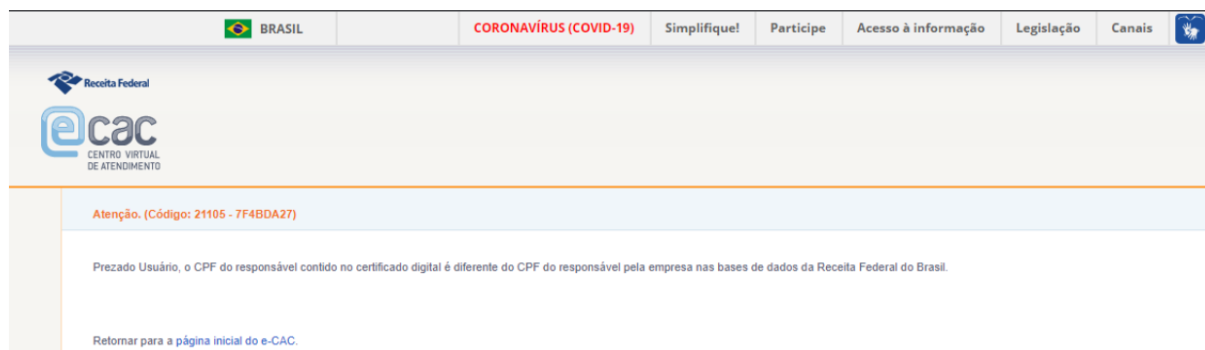 BRASIL CORONAVÍRUS (COVID-19) Simplifique! Participe Acesso à informação Legislação Canais
Receita Federal
ecac
CENTRO VIRTUAL
DE ATENDIMENTO
Atenção. (Código: 21105 - 7F4BDA27)
Prezado Usuário, o CPF do responsável contido no certificado digital é diferente do CPF do responsável pela empresa nas bases de dados da Receita Federal do Brasil.
Retornar para a página inicial do e-CAC.